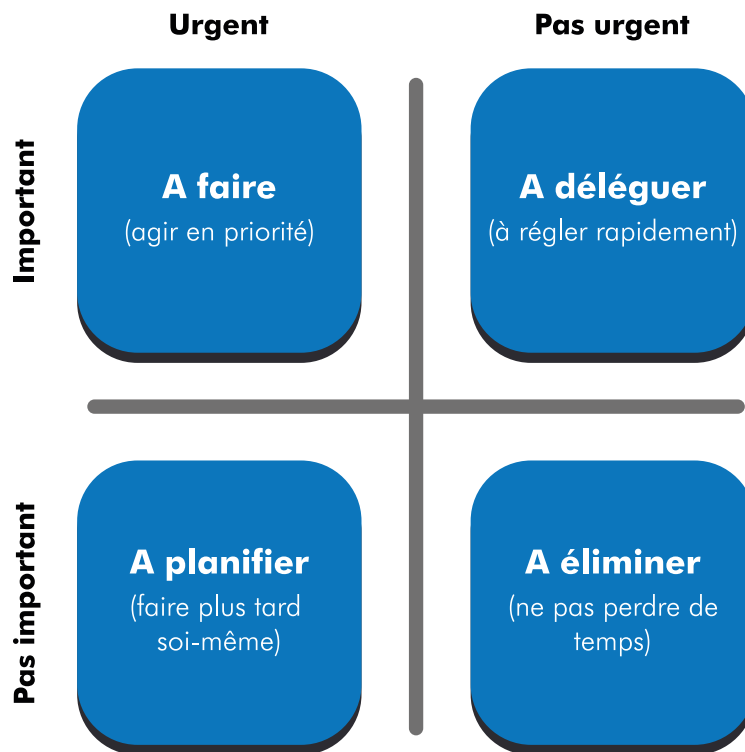 Urgent
Pas urgent
Important
A faire
(agir en priorité)
A déléguer
(à régler rapidement)
Pas important
A planifier
(faire plus tard
soi-même)
A éliminer
(ne pas perdre de
temps)